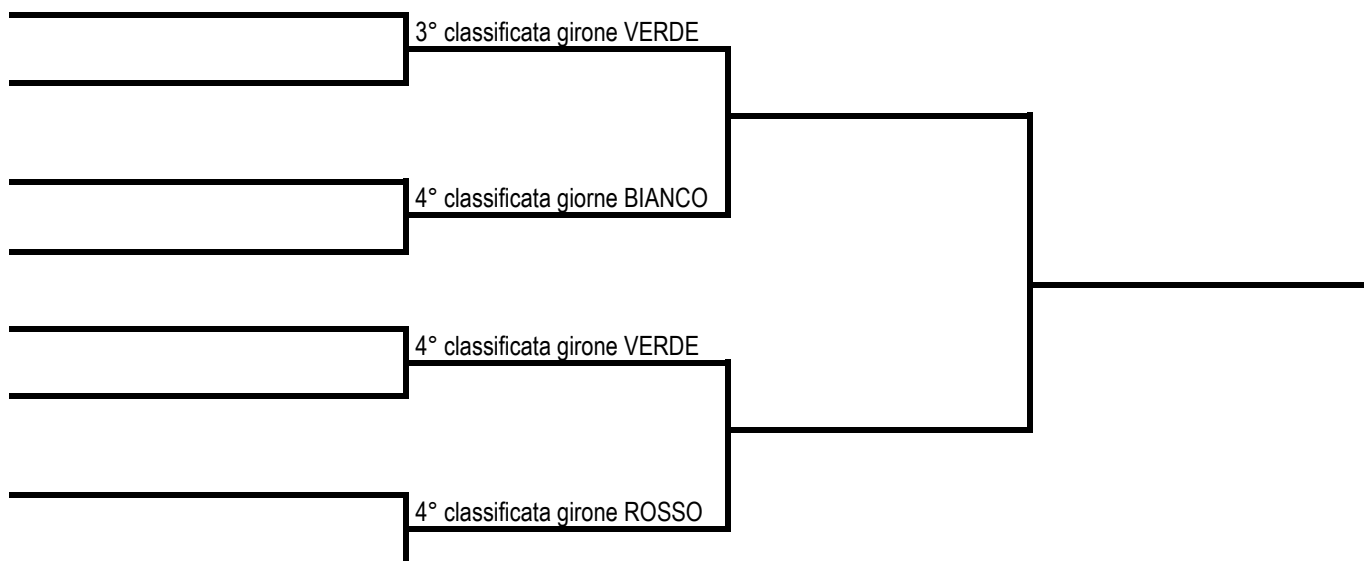 3° classificata girone VERDE
4° classificata giorne BIANCO
4° classificata girone VERDE
4° classificata girone ROSSO